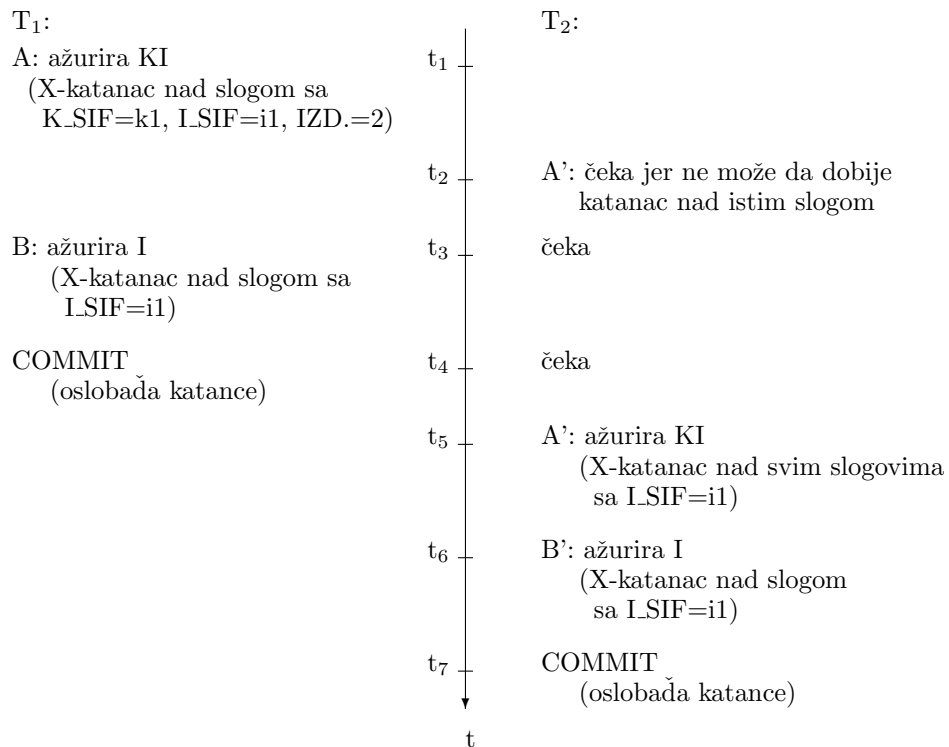 T₁:
T₂:
A: ažurira KI
(X-katanac nad slogom sa
K_SIF=k1, I_SIF=i1, IZD.=2)
t₁
t₂
A': čeka jer ne može da dobije
katanac nad istim slogom
B: ažurira I
(X-katanac nad slogom sa
I_SIF=i1)
t₃
čeka
COMMIT
(oslobađa katance)
t₄
čeka
t₅
A': ažurira KI
(X-katanac nad svim slogovima
sa I_SIF=i1)
t₆
B': ažurira I
(X-katanac nad slogom
sa I_SIF=i1)
t₇
COMMIT
(oslobađa katance)
t